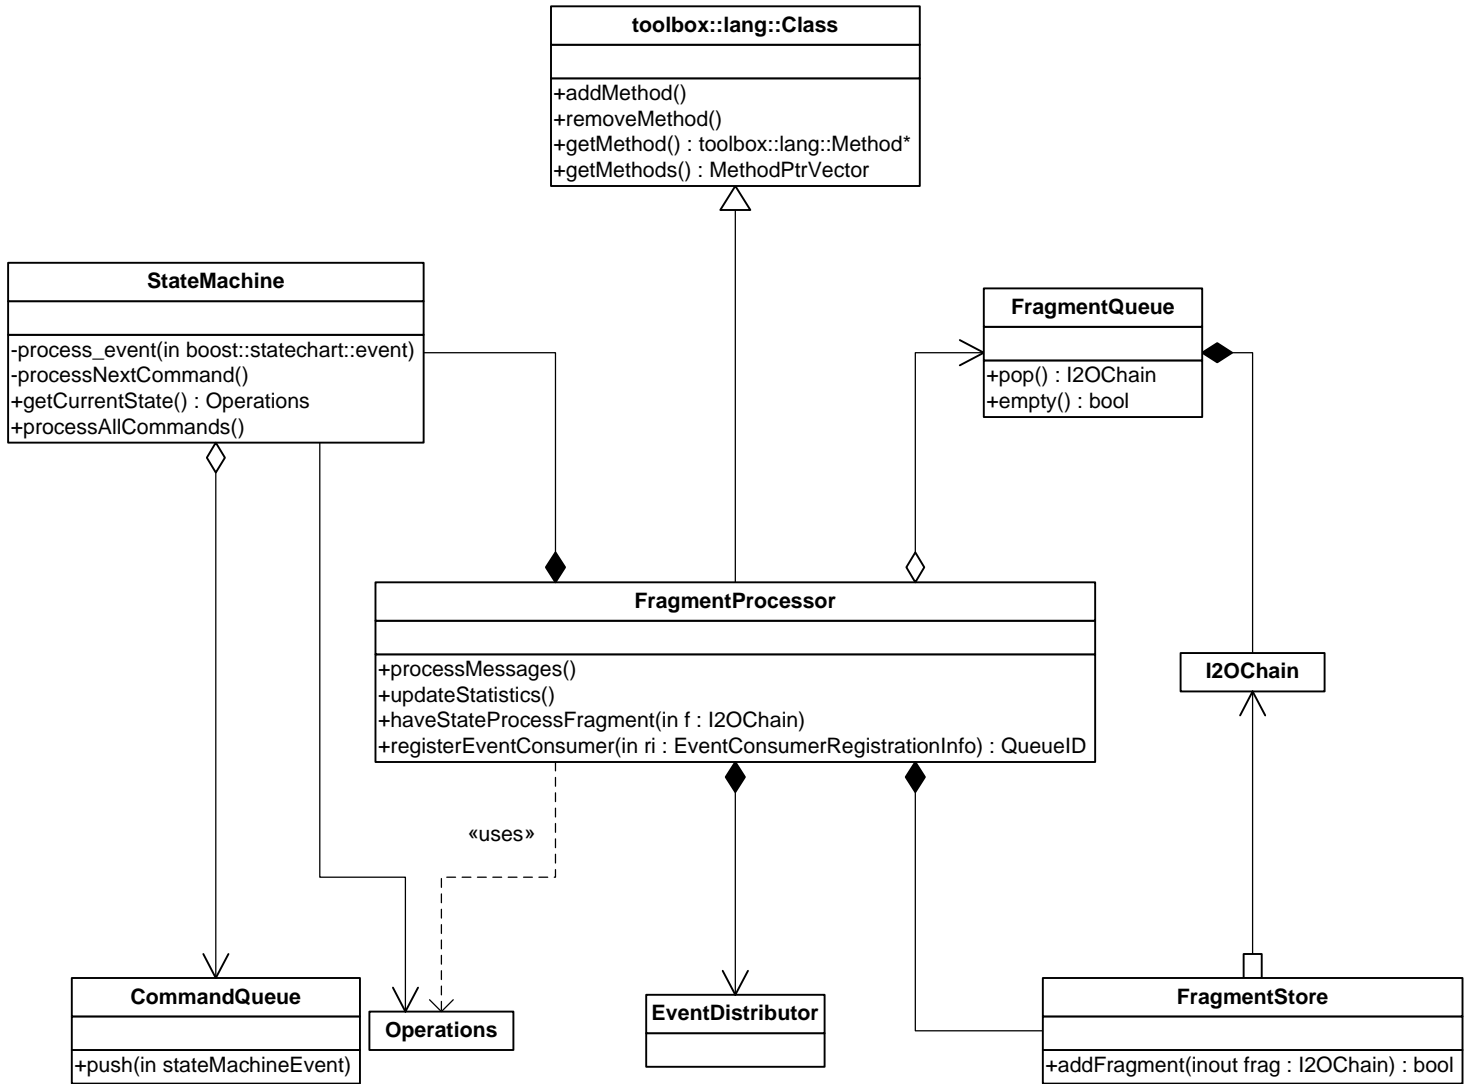 toolbox::lang::Class
+addMethod()
+removeMethod()
+getMethod() : toolbox::lang::Method*
+getMethods() : MethodPtrVector
StateMachine
-process_event(in boost::statechart::event)
-processNextCommand()
+getCurrentState() : Operations
+processAllCommands()
FragmentQueue
+pop() : I2OChain
+empty() : bool
FragmentProcessor
+processMessages()
+updateStatistics()
+haveStateProcessFragment(in f : I2OChain)
+registerEventConsumer(in ri : EventConsumerRegistrationInfo) : QueueID
I2OChain
«uses»
CommandQueue
+push(in stateMachineEvent)
Operations
EventDistributor
FragmentStore
+addFragment(inout frag : I2OChain) : bool